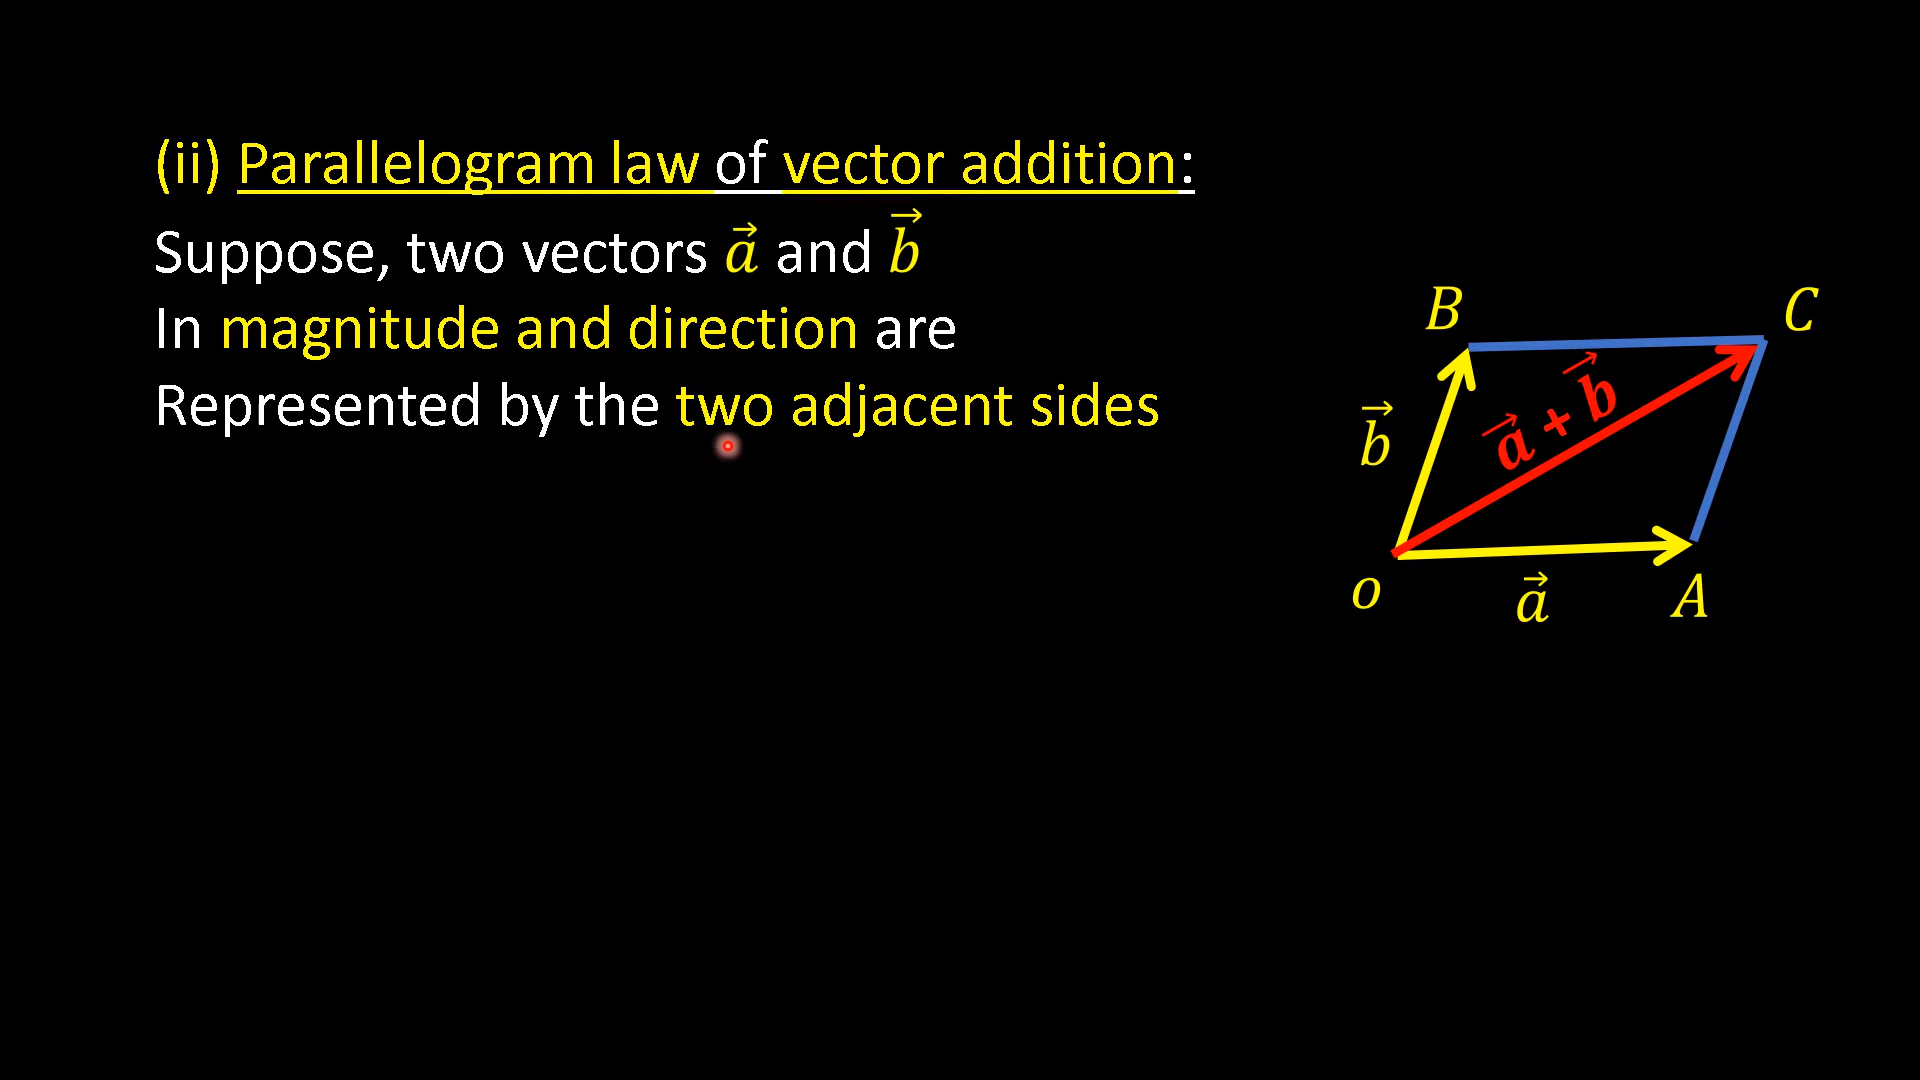 (ii) Parallelogram law of vector addition:
Suppose, two vectors a⃗ and b⃗
In magnitude and direction are
Represented by the two adjacent sides
B
C
a⃗ + b⃗
b⃗
o
a⃗
A